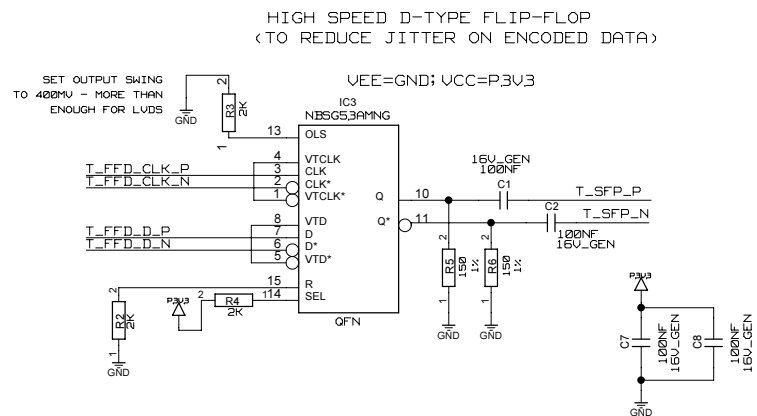 HIGH SPEED D-TYPE FLIP-FLOP
(TO REDUCE JITTER ON ENCODED DATA)
SET OUTPUT SWING
TO 400MV - MORE THAN
ENOUGH FOR LVDS
VEE=GND; VCC=P3V3
2
R3
2K
1
GND
IC3
NBSG53AMNG
13 OLS
4 VTCLK
T_FFD_CLK_P 3 CLK
T_FFD_CLK_N 2 CLK*
1 VTCLK*
8 VTD
T_FFD_D_P 7 D
T_FFD_D_N 6 D*
5 VTD*
15 R
14 SEL
Q 10
Q* 11
QFN
16V_GEN
100NF
C1
T_SFP_P
C2
T_SFP_N
100NF
16V_GEN
2
R5
150
1%
1
GND
2
R6
150
1%
1
GND
2
R2
2K
1
GND
P3V3
2 R4 1
2K
P3V3
C7
100NF
16V_GEN
C8
100NF
16V_GEN
GND